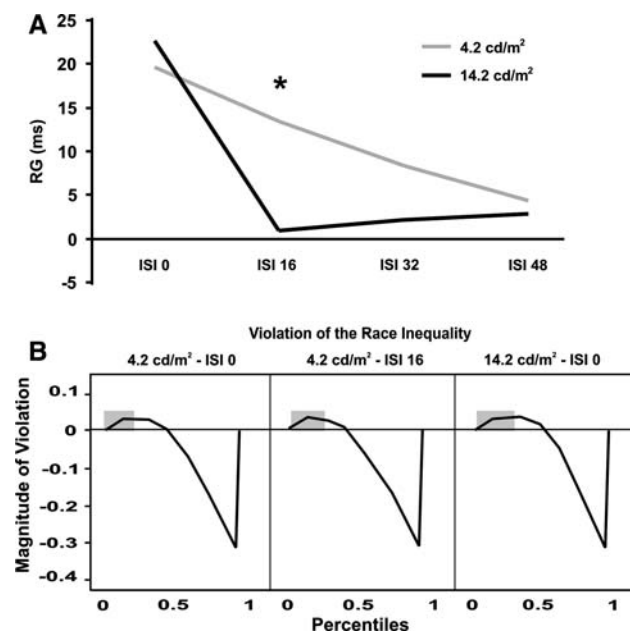 A
25
20
15
10
5
0
-5
RG (ms)
*
4.2 cd/m²
14.2 cd/m²
ISI 0 ISI 16 ISI 32 ISI 48
B
Violation of the Race Inequality
4.2 cd/m² - ISI 0 4.2 cd/m² - ISI 16 14.2 cd/m² - ISI 0
Magnitude of Violation
0.1
0
-0.1
-0.2
-0.3
-0.4
0 0.5 1 0 0.5 1 0 0.5 1
Percentiles